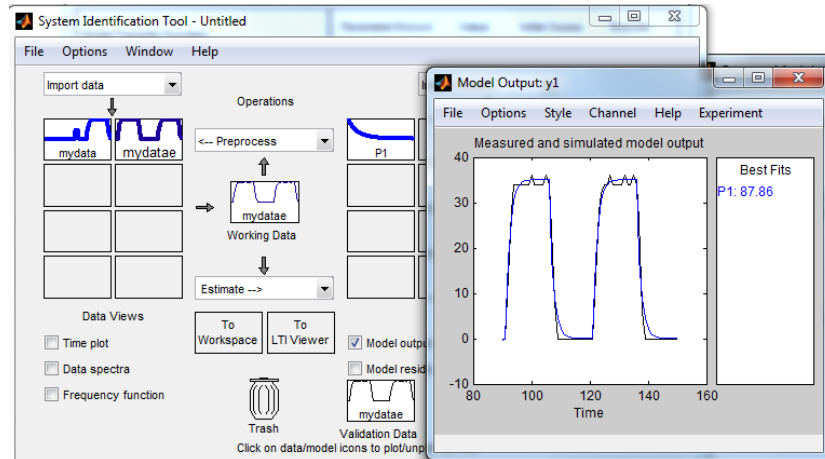 System Identification Tool - Untitled
File Options Window Help
Import data
Operations
mydata
mydatae
<-- Preprocess
P1
mydatae
Working Data
Estimate -->
Data Views
To
Workspace
To
LTI Viewer
Time plot
Data spectra
Frequency function
Model outpu
Model resid
Trash
mydatae
Validation Data
Click on data/model icons to plot/unp
Model Output: y1
File Options Style Channel Help Experiment
Measured and simulated model output
40
30
20
10
0
-10
80 100 120 140 160
Time
Best Fits
P1: 87.86